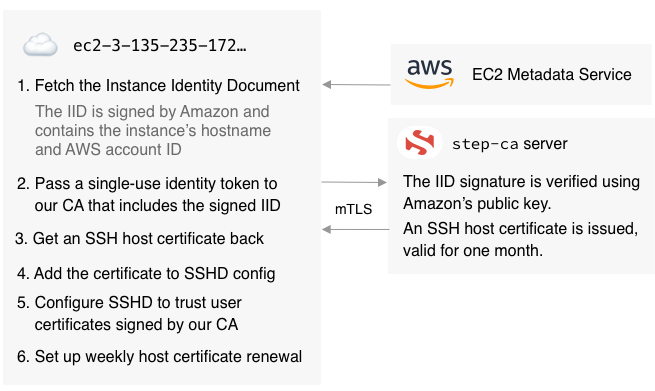 ec2-3-135-235-172…
1. Fetch the Instance Identity Document
The IID is signed by Amazon and
contains the instance's hostname
and AWS account ID
2. Pass a single-use identity token to
our CA that includes the signed IID
3. Get an SSH host certificate back
4. Add the certificate to SSHD config
5. Configure SSHD to trust user
certificates signed by our CA
6. Set up weekly host certificate renewal
mTLS
aws EC2 Metadata Service
step-ca server
The IID signature is verified using
Amazon's public key.
An SSH host certificate is issued,
valid for one month.